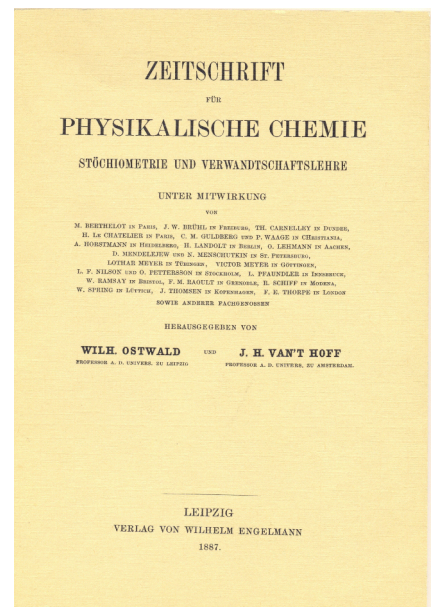 ZEITSCHRIFT
FÜR
PHYSIKALISCHE CHEMIE
STÖCHIOMETRIE UND VERWANDTSCHAFTSLEHRE
UNTER MITWIRKUNG
VON
M. BERTHELOT IN PARIS, J. W. BRÜHL IN FREIBURG, TH. CARNELLEY IN DUNDEE,
H. LE CHATELIER IN PARIS, C. M. GULDBERG UND P. WAAGE IN CHRISTIANIA,
A. HORSTMANN IN HEIDELBERG, H. LANDOLT IN BERLIN, O. LEHMANN IN AACHEN,
D. MENDELEJEW UND N. MENSCHUTKIN IN ST. PETERSBURG,
LOTHAR MEYER IN TÜBINGEN, VICTOR MEYER IN GÖTTINGEN,
L. F. NILSON UND O. PETTERSSON IN STOCKHOLM, L. PFAUNDLER IN INNSBRUCK,
W. RAMSAY IN BRISTOL, F. M. RAOULT IN GRENOBLE, R. SCHIFF IN MODENA,
W. SPRING IN LÜTTICH, J. THOMSEN IN KOPENHAGEN, F. E. THORPE IN LONDON
SOWIE ANDERER FACHGENOSSEN
HERAUSGEGEBEN VON
WILH. OSTWALD UND J. H. VAN'T HOFF
PROFESSOR A. D. UNIVERS. ZU LEIPZIG PROFESSOR A. D. UNIVERS. ZU AMSTERDAM.
LEIPZIG
VERLAG VON WILHELM ENGELMANN
1887.